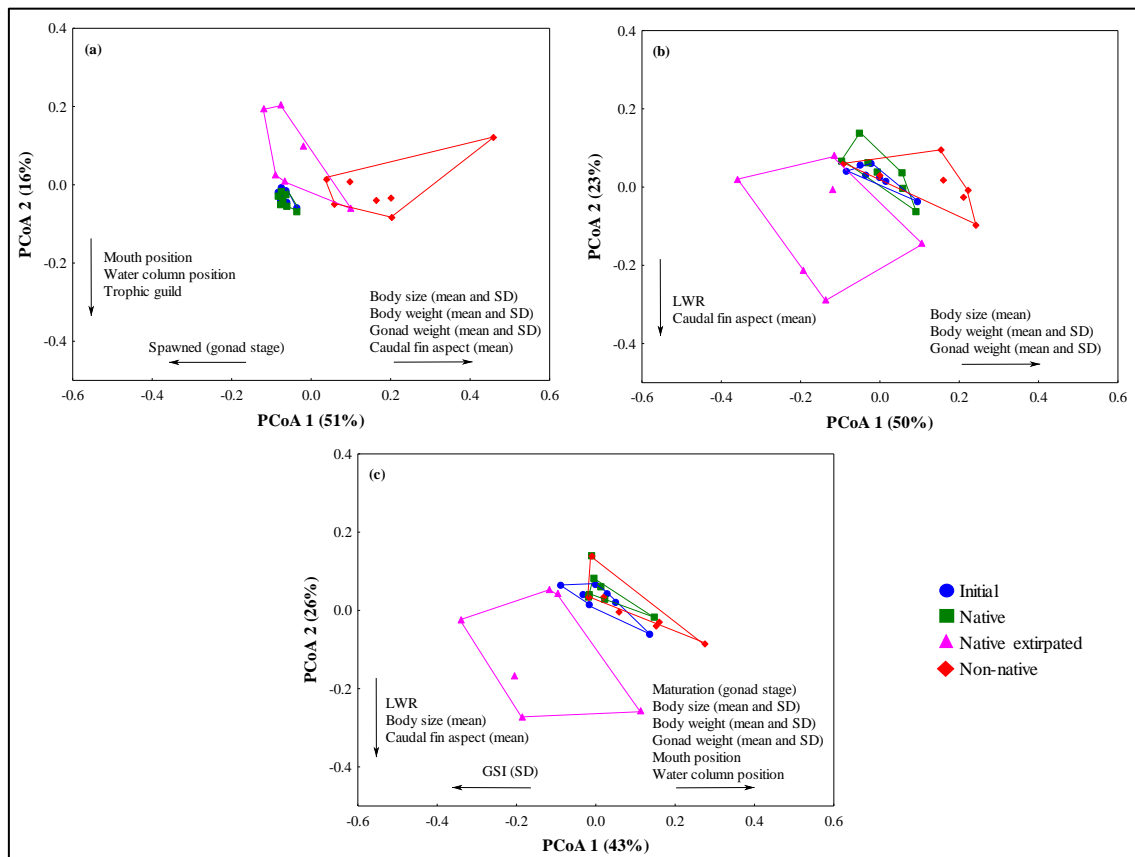 (a)
0.4
0.2
0.0
-0.2
-0.4
PCoA 2 (16%)
Mouth position
Water column position
Trophic guild
Spawned (gonad stage)
Body size (mean and SD)
Body weight (mean and SD)
Gonad weight (mean and SD)
Caudal fin aspect (mean)
-0.6 -0.4 -0.2 0.0 0.2 0.4 0.6
PCoA 1 (51%)
(b)
0.4
0.2
0.0
-0.2
-0.4
PCoA 2 (23%)
LWR
Caudal fin aspect (mean)
Body size (mean)
Body weight (mean and SD)
Gonad weight (mean and SD)
-0.6 -0.4 -0.2 0.0 0.2 0.4 0.6
PCoA 1 (50%)
(c)
0.4
0.2
0.0
-0.2
-0.4
PCoA 2 (26%)
LWR
Body size (mean)
Caudal fin aspect (mean)
GSI (SD)
Maturation (gonad stage)
Body size (mean and SD)
Body weight (mean and SD)
Gonad weight (mean and SD)
Mouth position
Water column position
-0.6 -0.4 -0.2 0.0 0.2 0.4 0.6
PCoA 1 (43%)
Initial
Native
Native extirpated
Non-native